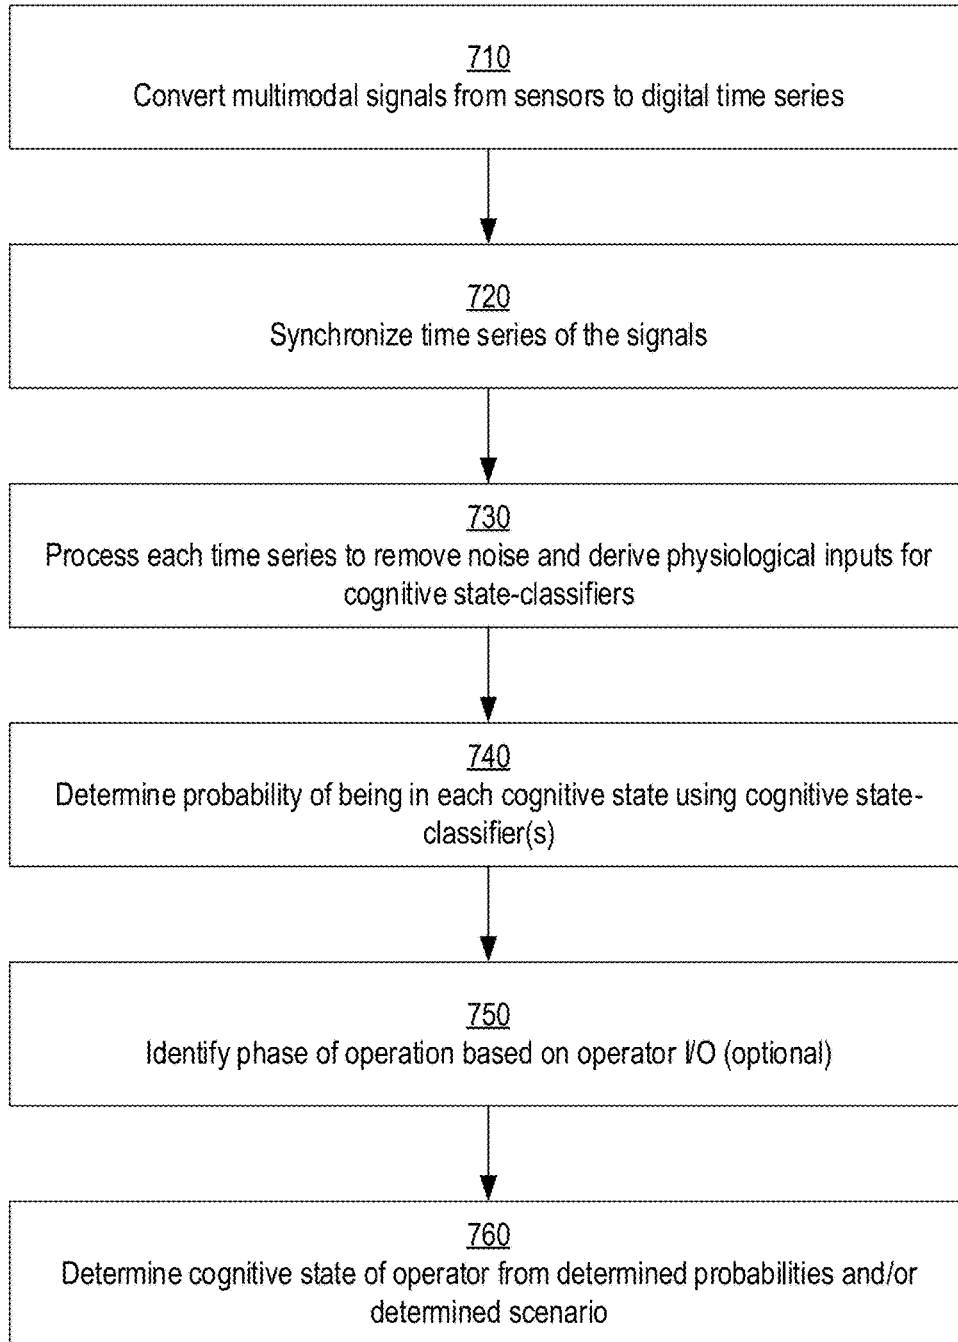 710
Convert multimodal signals from sensors to digital time series
720
Synchronize time series of the signals
730
Process each time series to remove noise and derive physiological inputs for
cognitive state-classifiers
740
Determine probability of being in each cognitive state using cognitive state-
classifier(s)
750
Identify phase of operation based on operator I/O (optional)
760
Determine cognitive state of operator from determined probabilities and/or
determined scenario